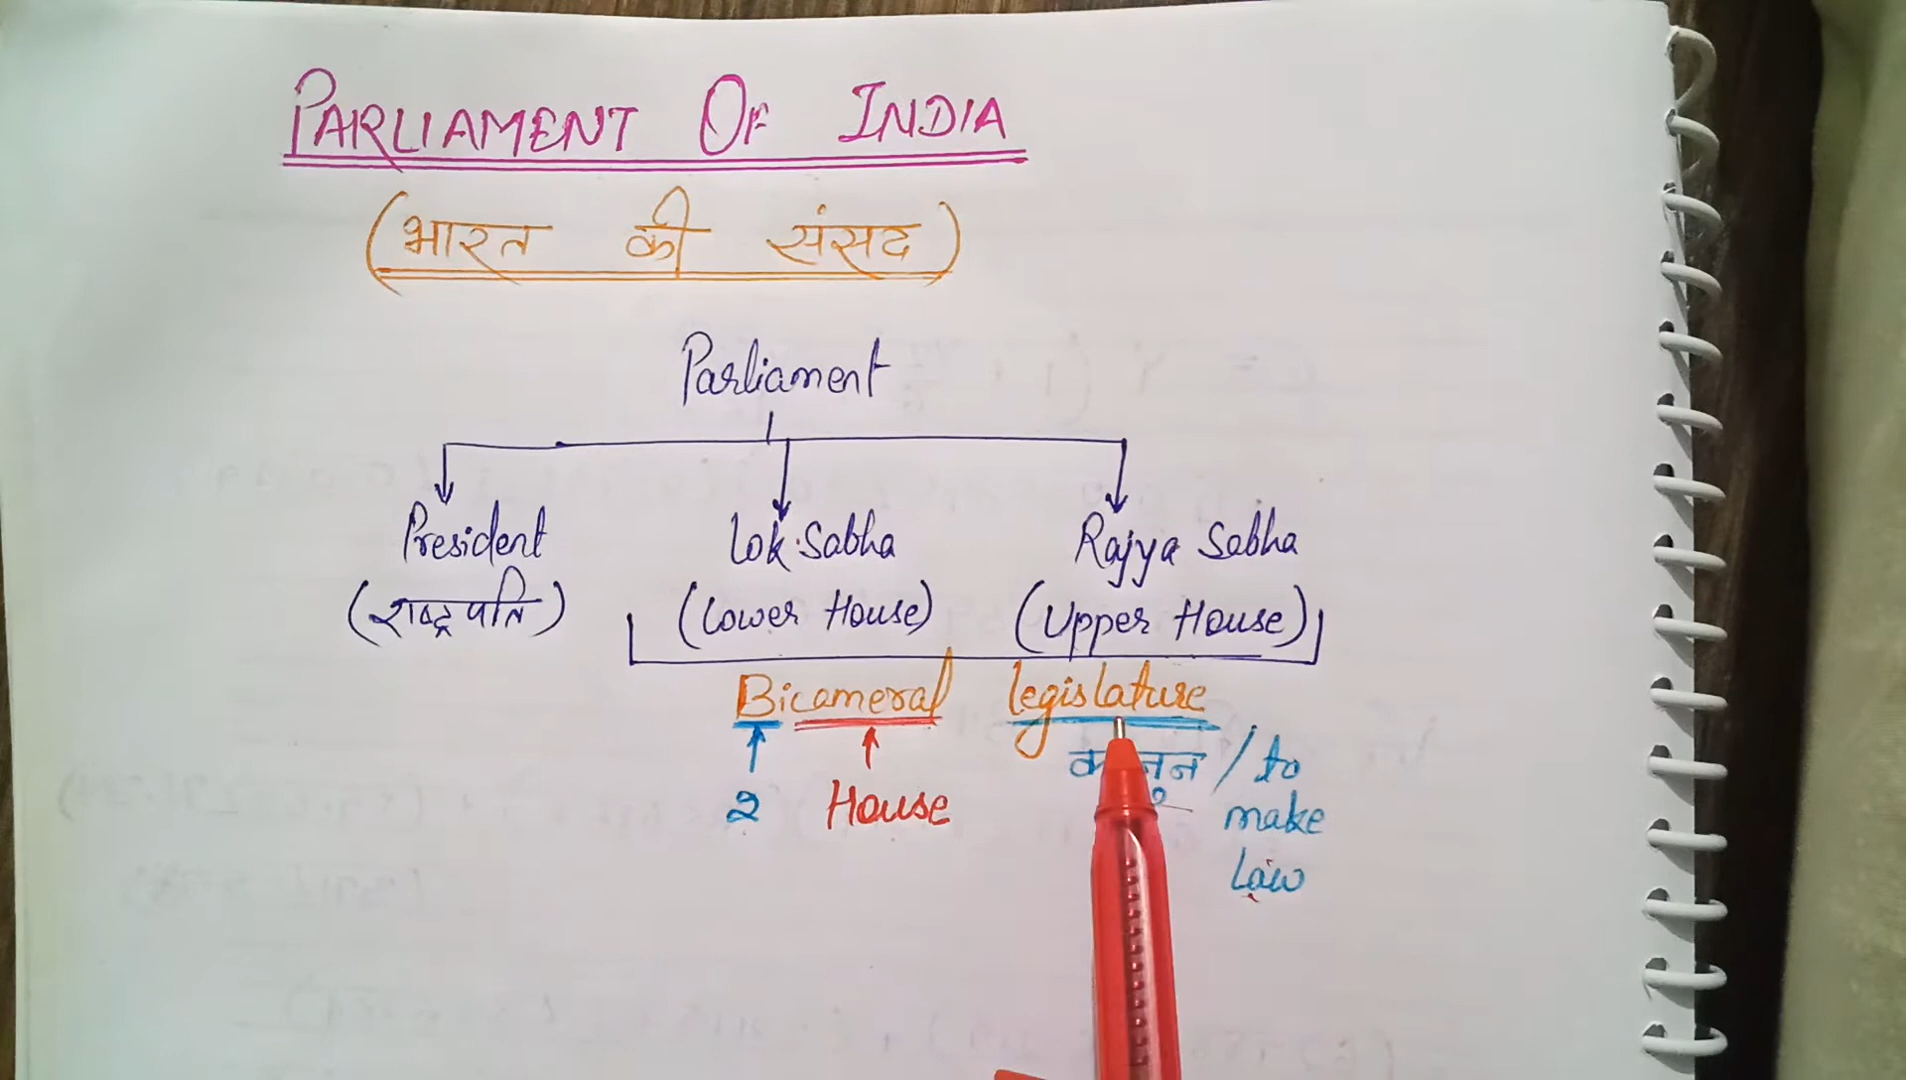 PARLIAMENT OF INDIA
(भारत की संसद)
Parliament
President Lok Sabha Rajya Sabha
(राष्ट्रपति) (Lower House) (Upper House)
Bicameral legislature
2 House कानून / to
make
Law